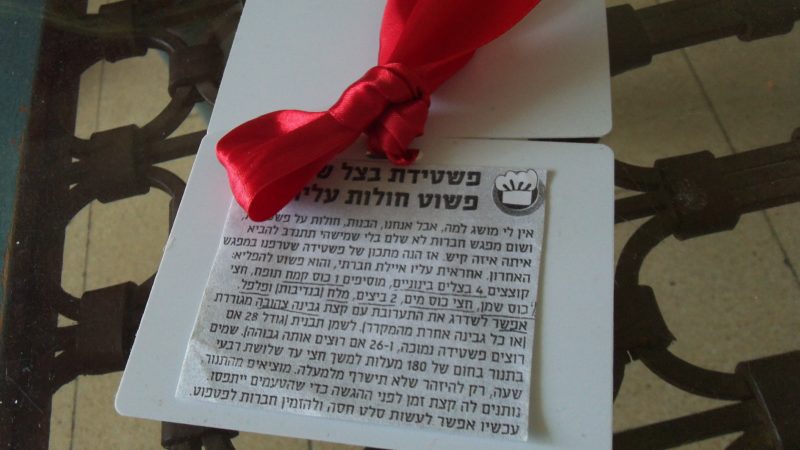 פשטידת בצל
פשוט חולות עליה
אין לי מושג למה, אבל אנחנו, הבנות, חולות על
ושום מפגש חברות לא שלם בלי שמישהי תתנדב להביא
איתה איזה קיש. אז הנה מתכון של פשטידה שטרפנו במפגש
האחרון. אחראית עליו איילת חברתי, והוא פשוט להפליא:
קוצצים 4 בצלים בינוניים, מוסיפים 1 כוס קמח תופח, חצי
כוס שמן, חצי כוס מים, 2 ביצים, מלח (בנדיבות) ופלפל.
אפשר לשדרג את התערובת עם קצת גבינה צהובה מגוררת
(או כל גבינה אחרת מהמקרר). לשמן תבנית (גודל 28 אם
רוצים פשטידה נמוכה, ו-26 אם רוצים אותה גבוהה). שמים
בתנור בחום של 180 מעלות למשך חצי עד שלושת רבעי
שעה, רק להיזהר שלא תישרף מלמעלה. מוציאים מהתנור
נותנים לה קצת זמן לפני ההגשה כדי שהטעמים ייתפסו.
עכשיו אפשר לעשות סלט חסה ולהזמין חברות לפטפוט.